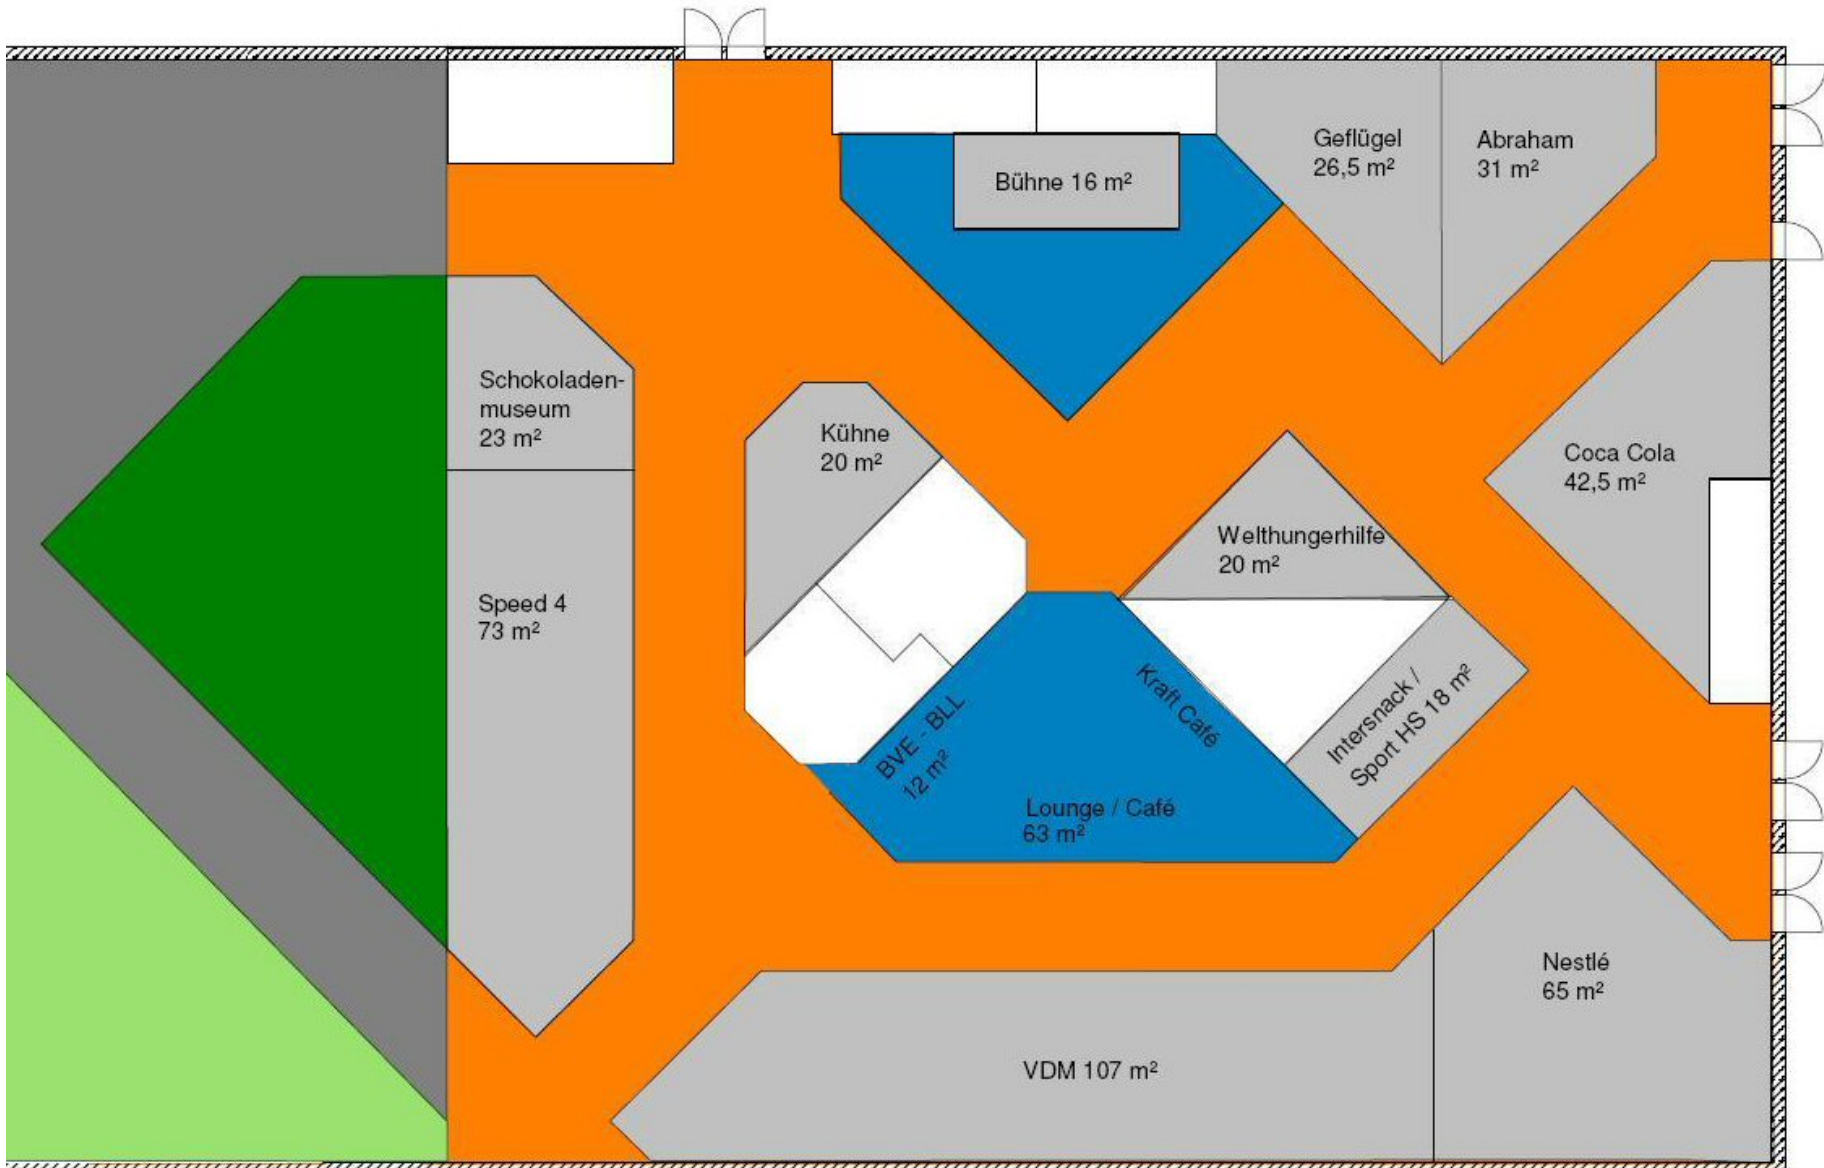 Geflügel
26,5 m²
Abraham
31 m²
Bühne 16 m²
Schokoladen-
museum
23 m²
Kühne
20 m²
Coca Cola
42,5 m²
Welthungerhilfe
20 m²
Speed 4
73 m²
Kraft Café
Intersnack /
Sport HS 18 m²
BVE - BLL
12 m²
Lounge / Café
63 m²
Nestlé
65 m²
VDM 107 m²